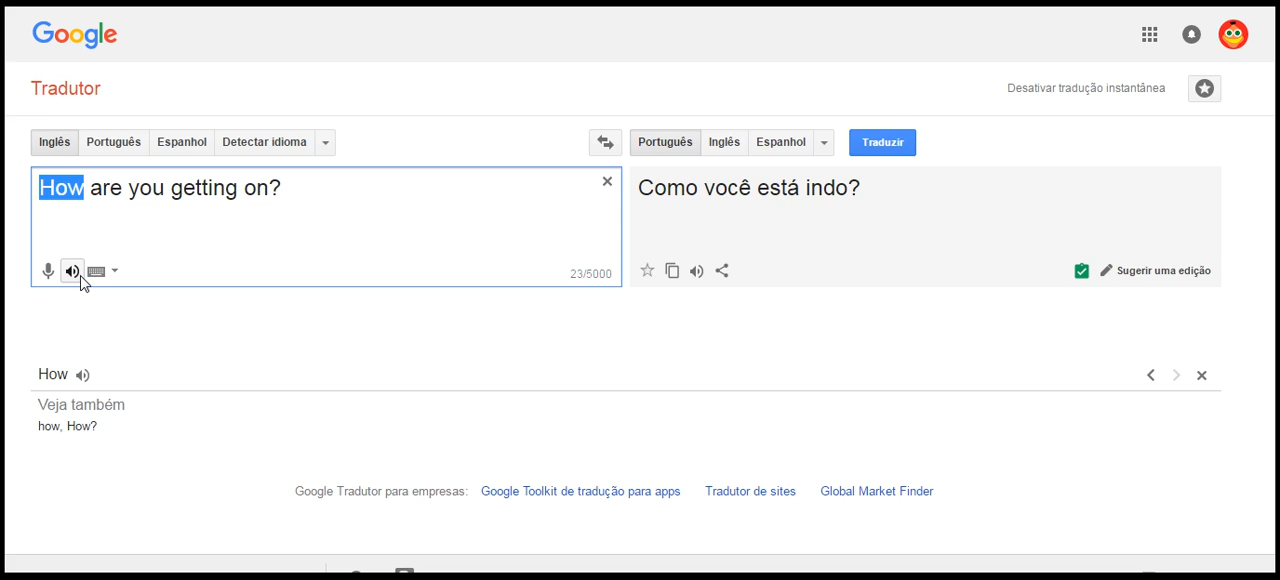 Google
Tradutor
Desativar tradução instantânea
Inglês Português Espanhol Detectar idioma
Português Inglês Espanhol Traduzir
How are you getting on?
Como você está indo?
23/5000
Sugerir uma edição
How
Veja também
how, How?
Google Tradutor para empresas: Google Toolkit de tradução para apps Tradutor de sites Global Market Finder